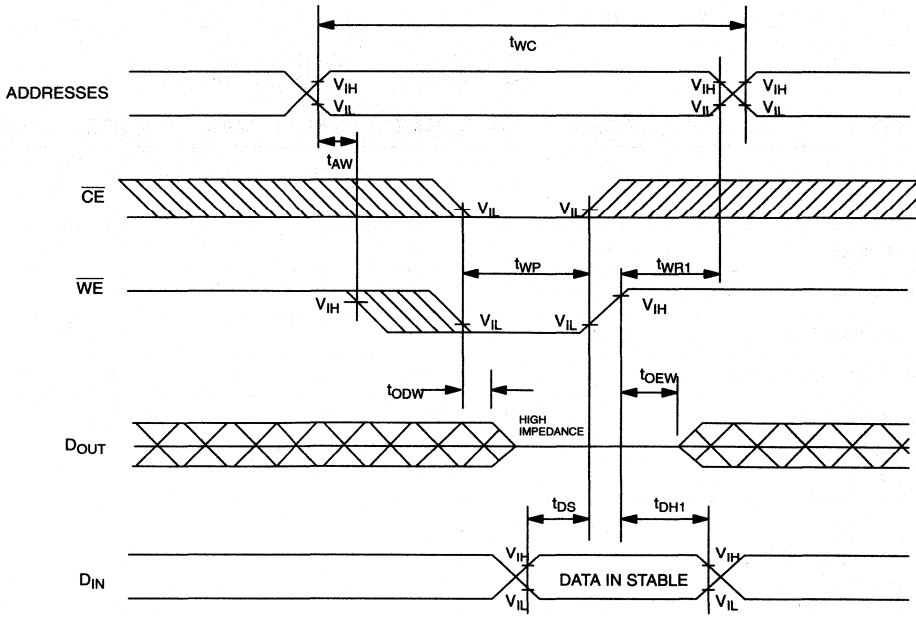 tWC
ADDRESSES
VIH
VIL
VIH
VIL
VIH
VIL
tAW
CE
VIL
VIL
tWP
tWR1
WE
VIH
VIL
VIL
VIH
tODW
tOEW
HIGH
IMPEDANCE
DOUT
tDS
tDH1
VIH
VIH
DIN
DATA IN STABLE
VIL
VIL